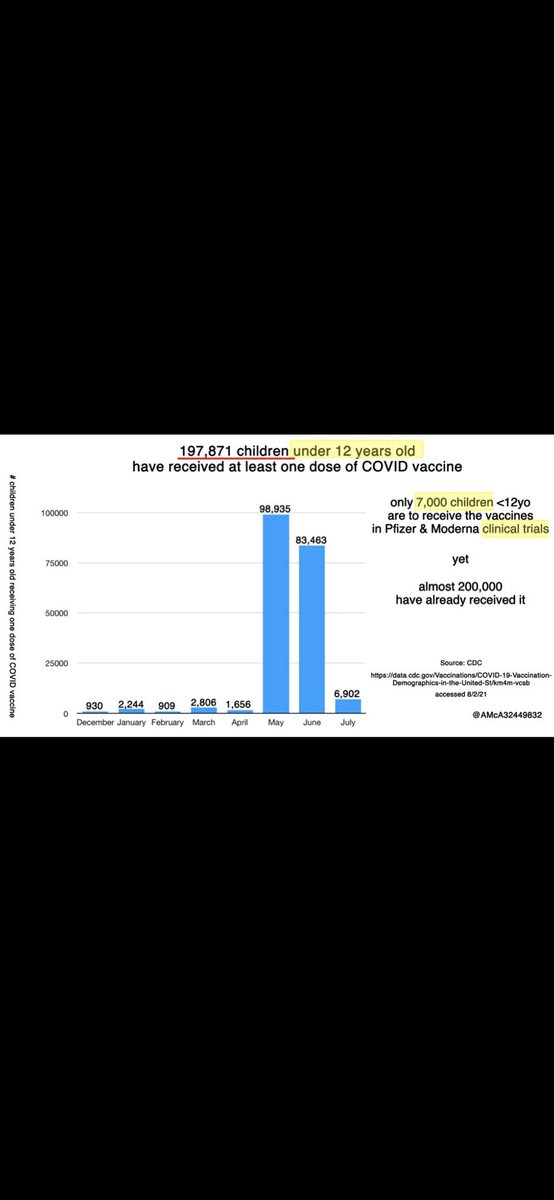 197,871 children under 12 years old
have received at least one dose of COVID vaccine
# children under 12 years old receiving one dose of COVID vaccine
100000
75000
50000
25000
0
930
2,244
909
2,806
1,656
98,935
83,463
6,902
December January February March April May June July
only 7,000 children <12yo
are to receive the vaccines
in Pfizer & Moderna clinical trials
yet
almost 200,000
have already received it
Source: CDC
https://data.cdc.gov/Vaccinations/COVID-19-Vaccination-
Demographics-in-the-United-St/km4m-vcsb
accessed 8/2/21
@AMcA32449832